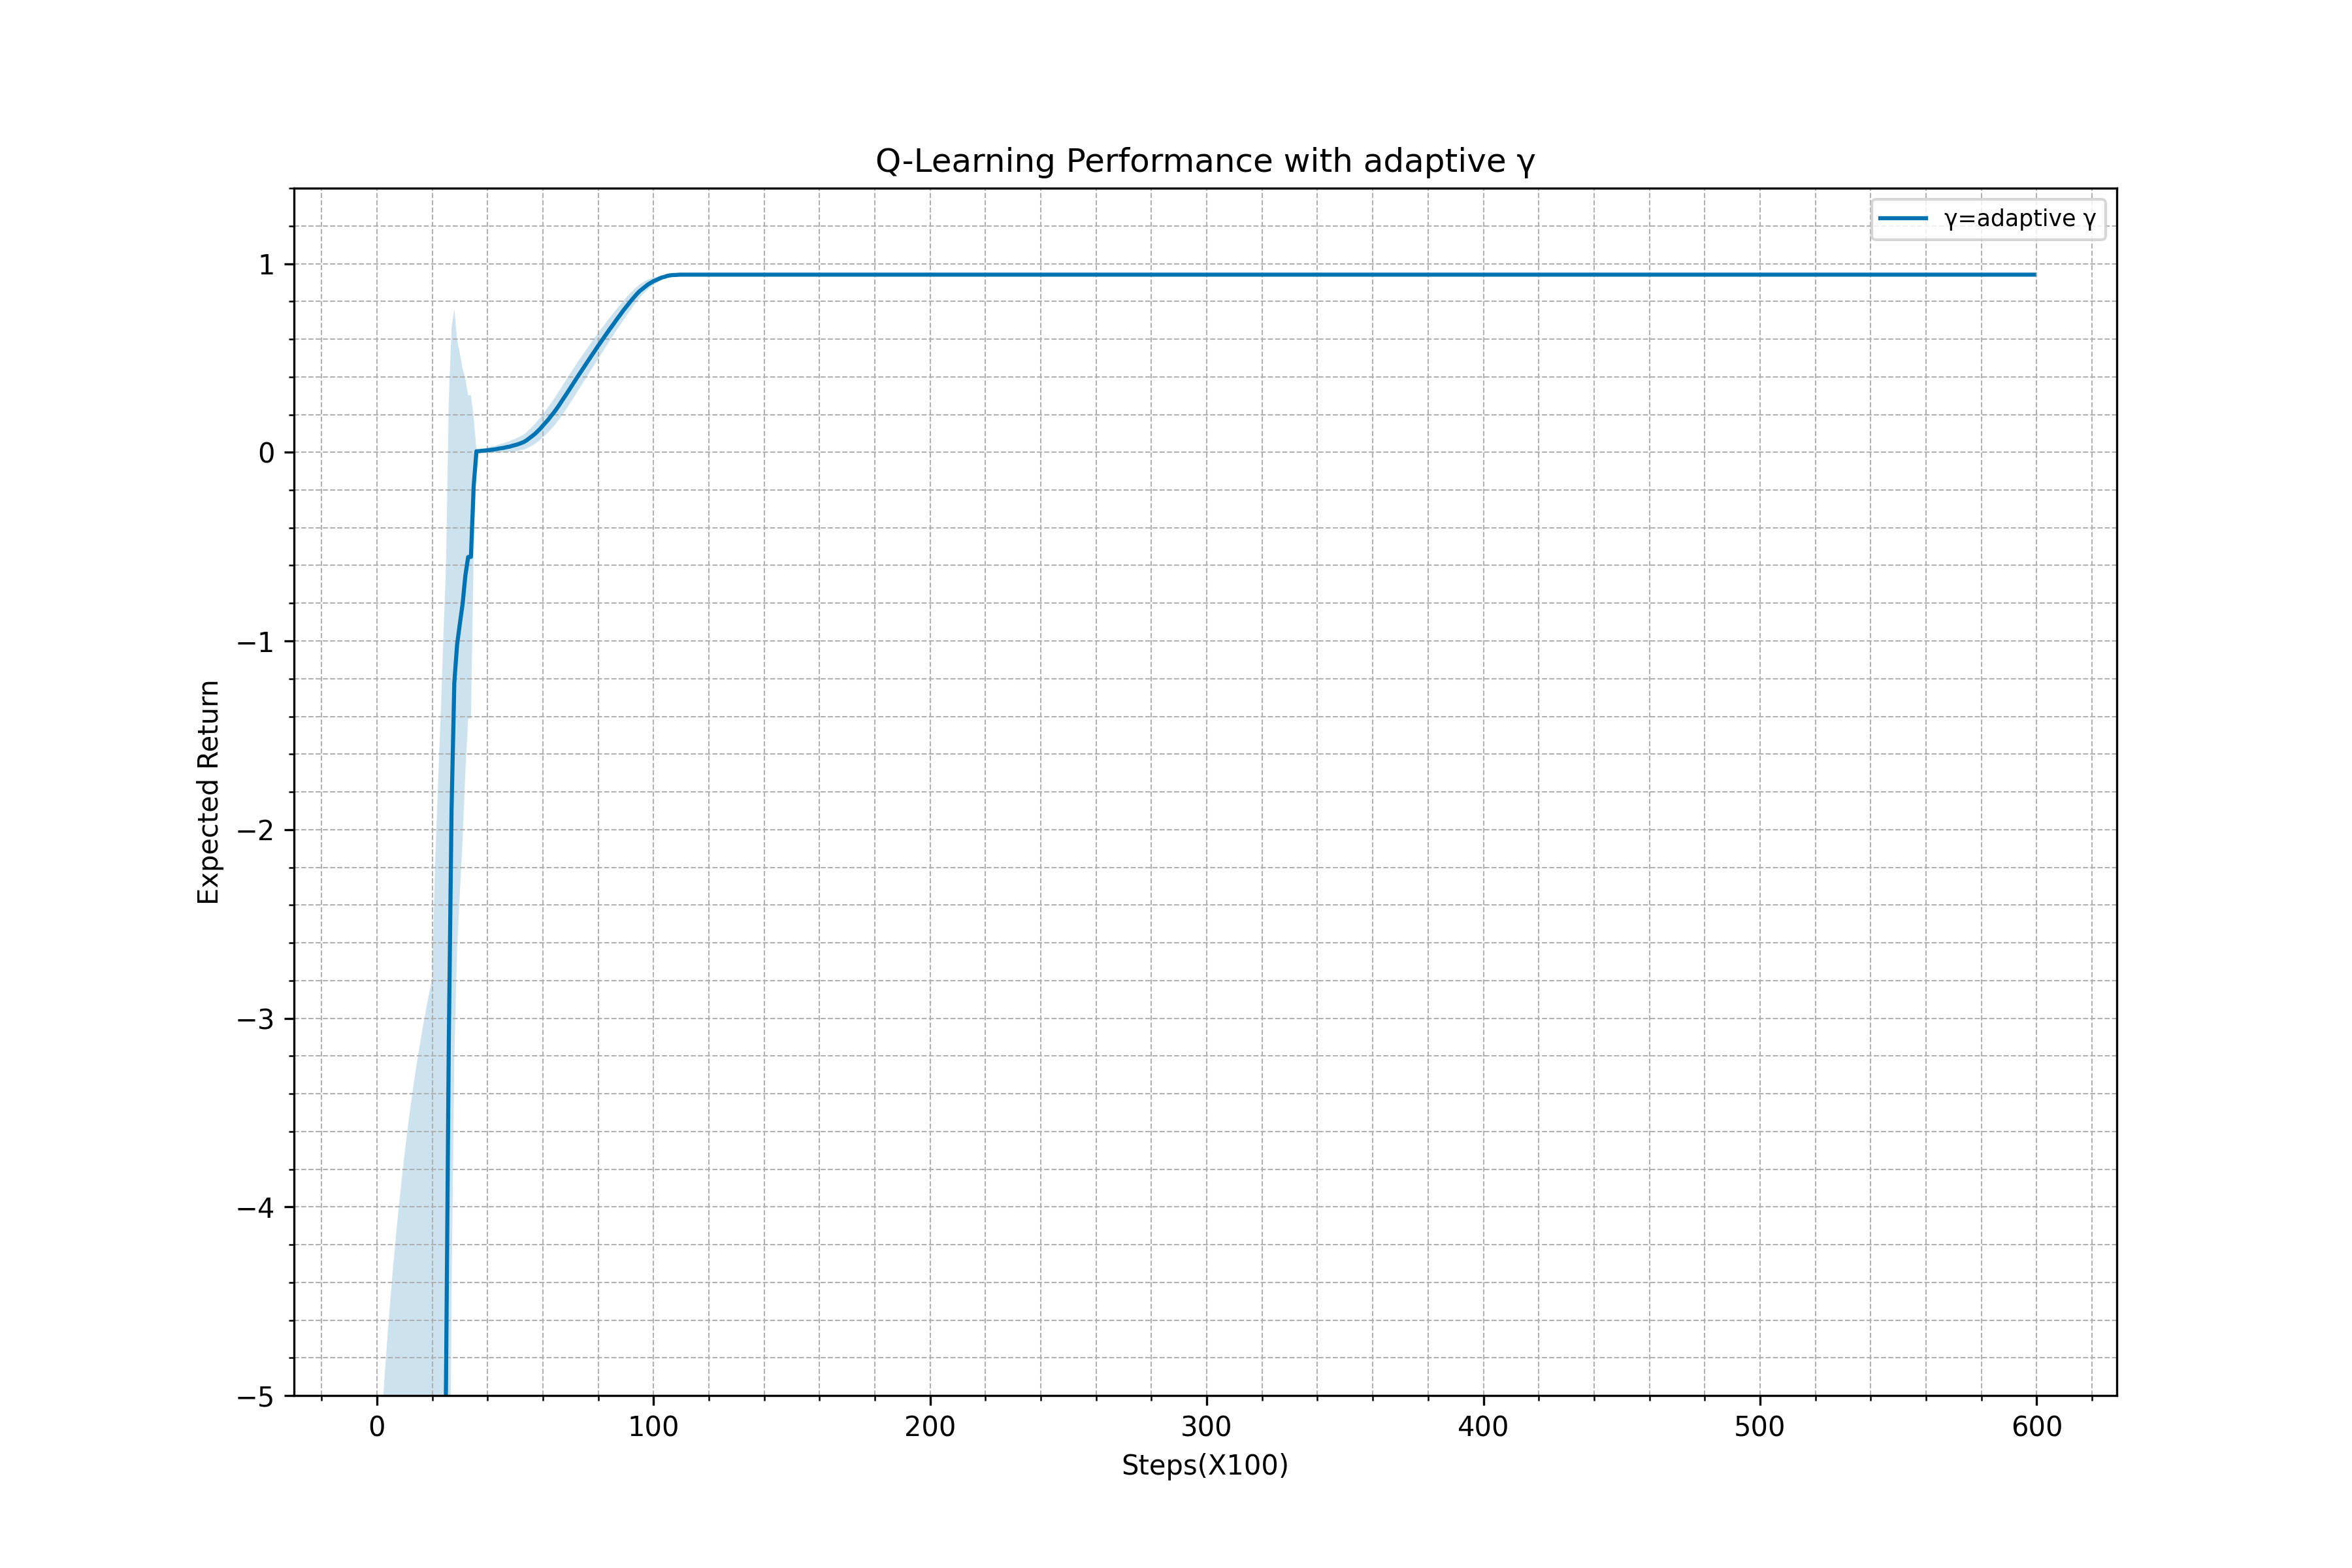 Q-Learning Performance with adaptive γ
γ=adaptive γ
Expected Return
1
0
−1
−2
−3
−4
−5
0 100 200 300 400 500 600
Steps(X100)